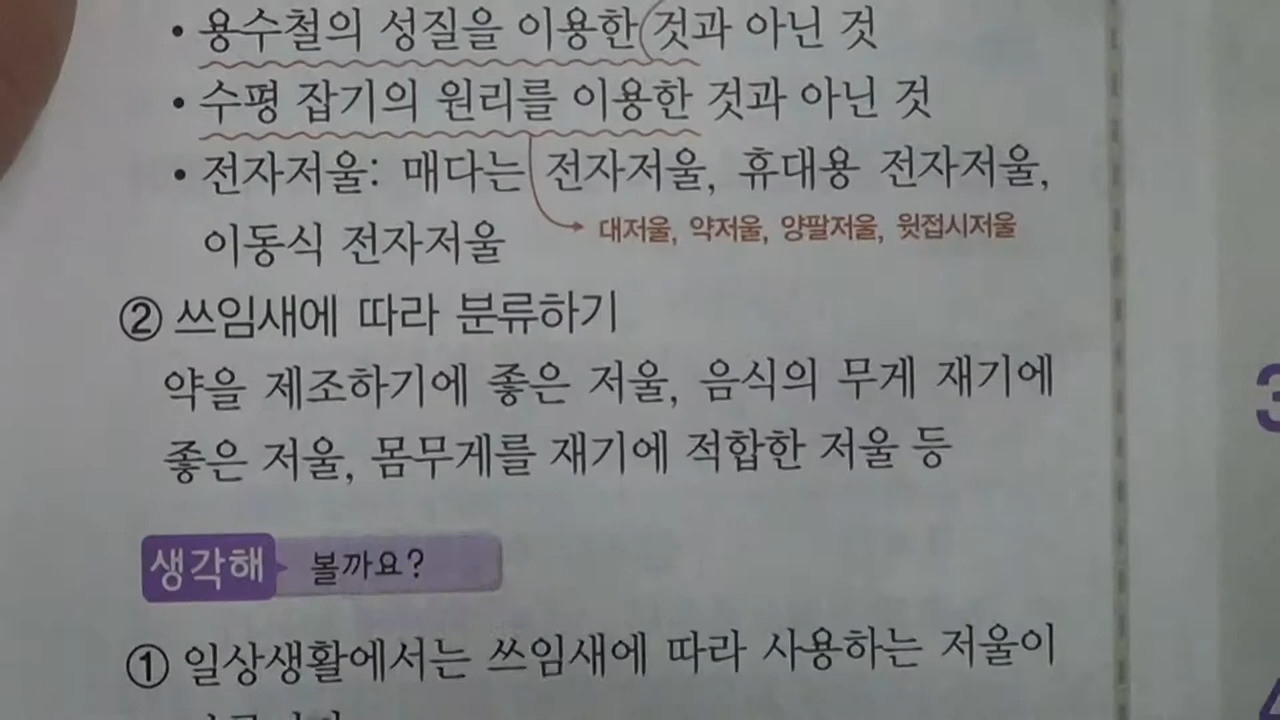 • 용수철의 성질을 이용한 것과 아닌 것
• 수평 잡기의 원리를 이용한 것과 아닌 것
• 전자저울: 매다는 전자저울, 휴대용 전자저울,
대저울, 약저울, 양팔저울, 윗접시저울
이동식 전자저울
② 쓰임새에 따라 분류하기
약을 제조하기에 좋은 저울, 음식의 무게 재기에
좋은 저울, 몸무게를 재기에 적합한 저울 등
생각해 볼까요?
① 일상생활에서는 쓰임새에 따라 사용하는 저울이